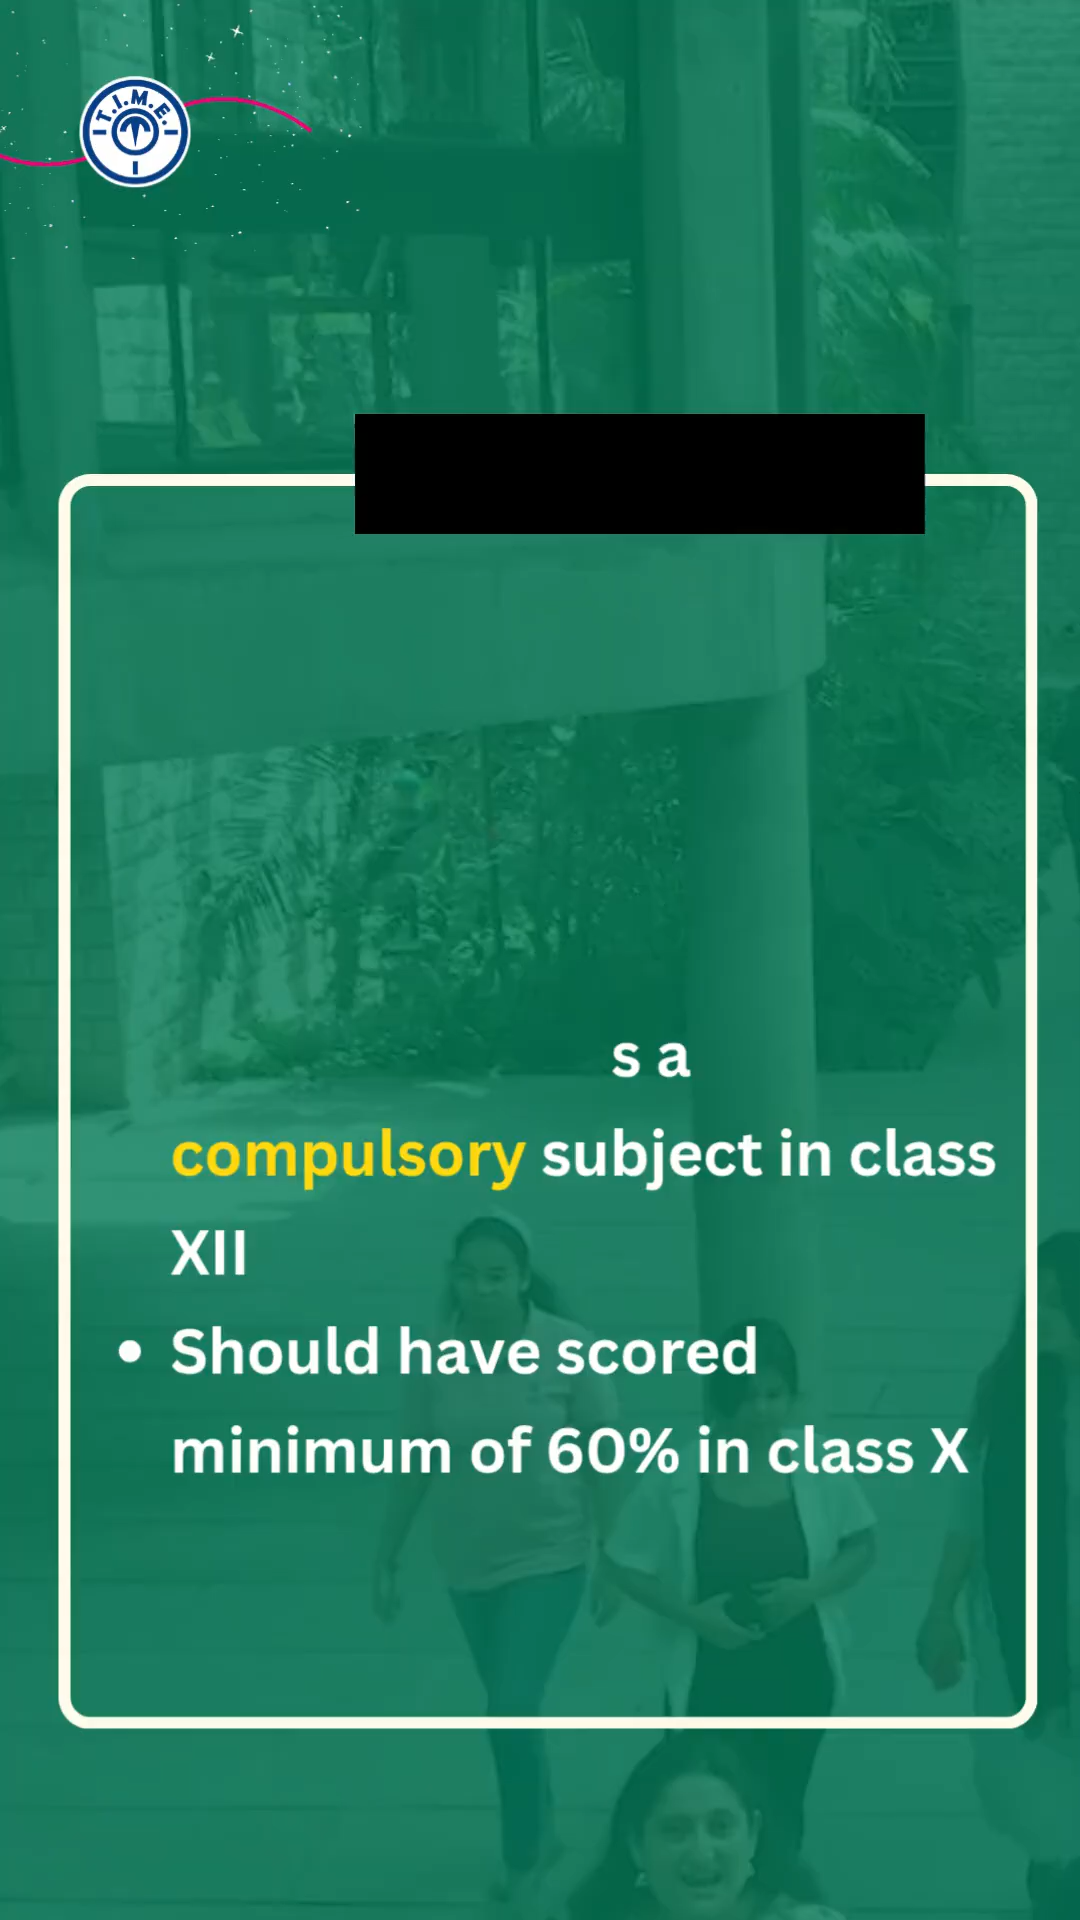 T.I.M.E.
s a
compulsory subject in class
XII
• Should have scored
minimum of 60% in class X